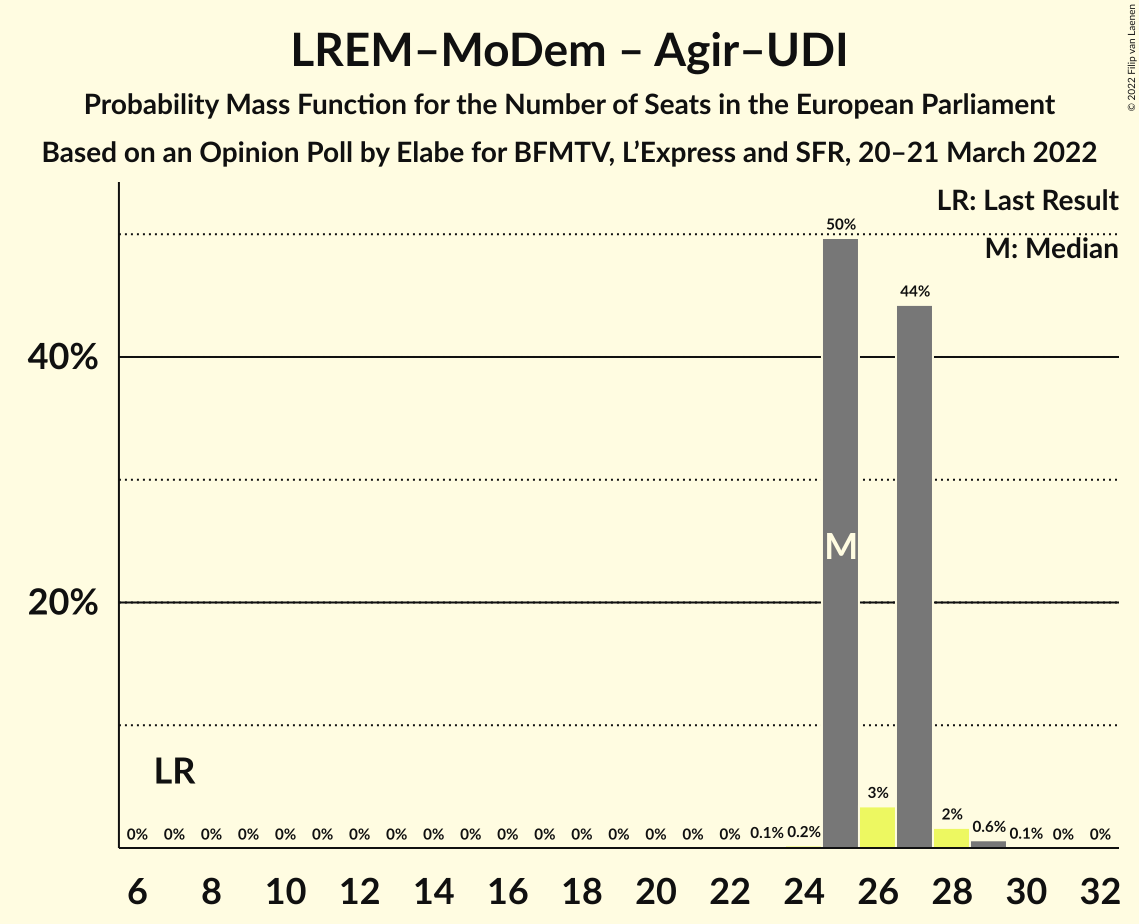 LREM–MoDem – Agir–UDI
Probability Mass Function for the Number of Seats in the European Parliament
Based on an Opinion Poll by Elabe for BFMTV, L’Express and SFR, 20–21 March 2022
© 2022 Filip van Laenen
LR: Last Result
M: Median
50%
44%
40%
M
20%
LR
0% 0% 0% 0% 0% 0% 0% 0% 0% 0% 0% 0% 0% 0% 0% 0% 0% 0.1% 0.2% 3% 2% 0.6% 0.1% 0% 0%
6 8 10 12 14 16 18 20 22 24 26 28 30 32